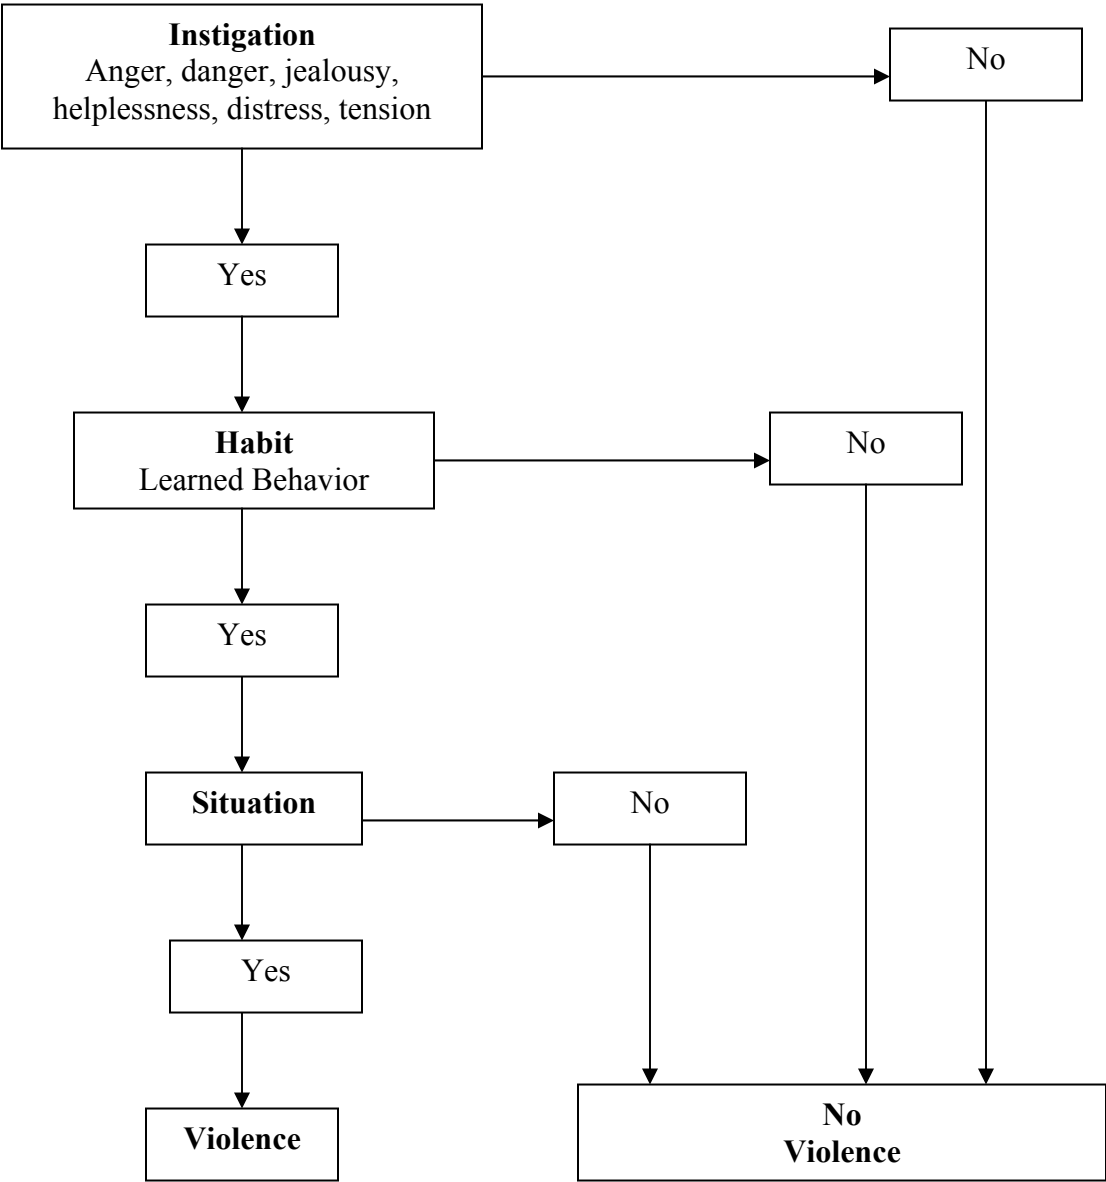 Instigation
Anger, danger, jealousy,
helplessness, distress, tension
No
Yes
Habit
Learned Behavior
No
Yes
Situation
No
Yes
Violence
No
Violence